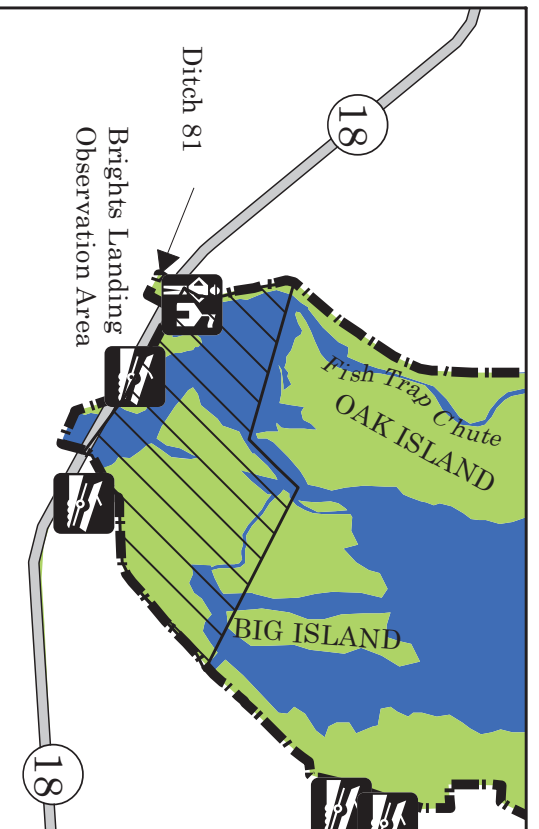 18
Ditch 81
Brights Landing
Observation Area
Fish Trap Chute
OAK ISLAND
BIG ISLAND
18